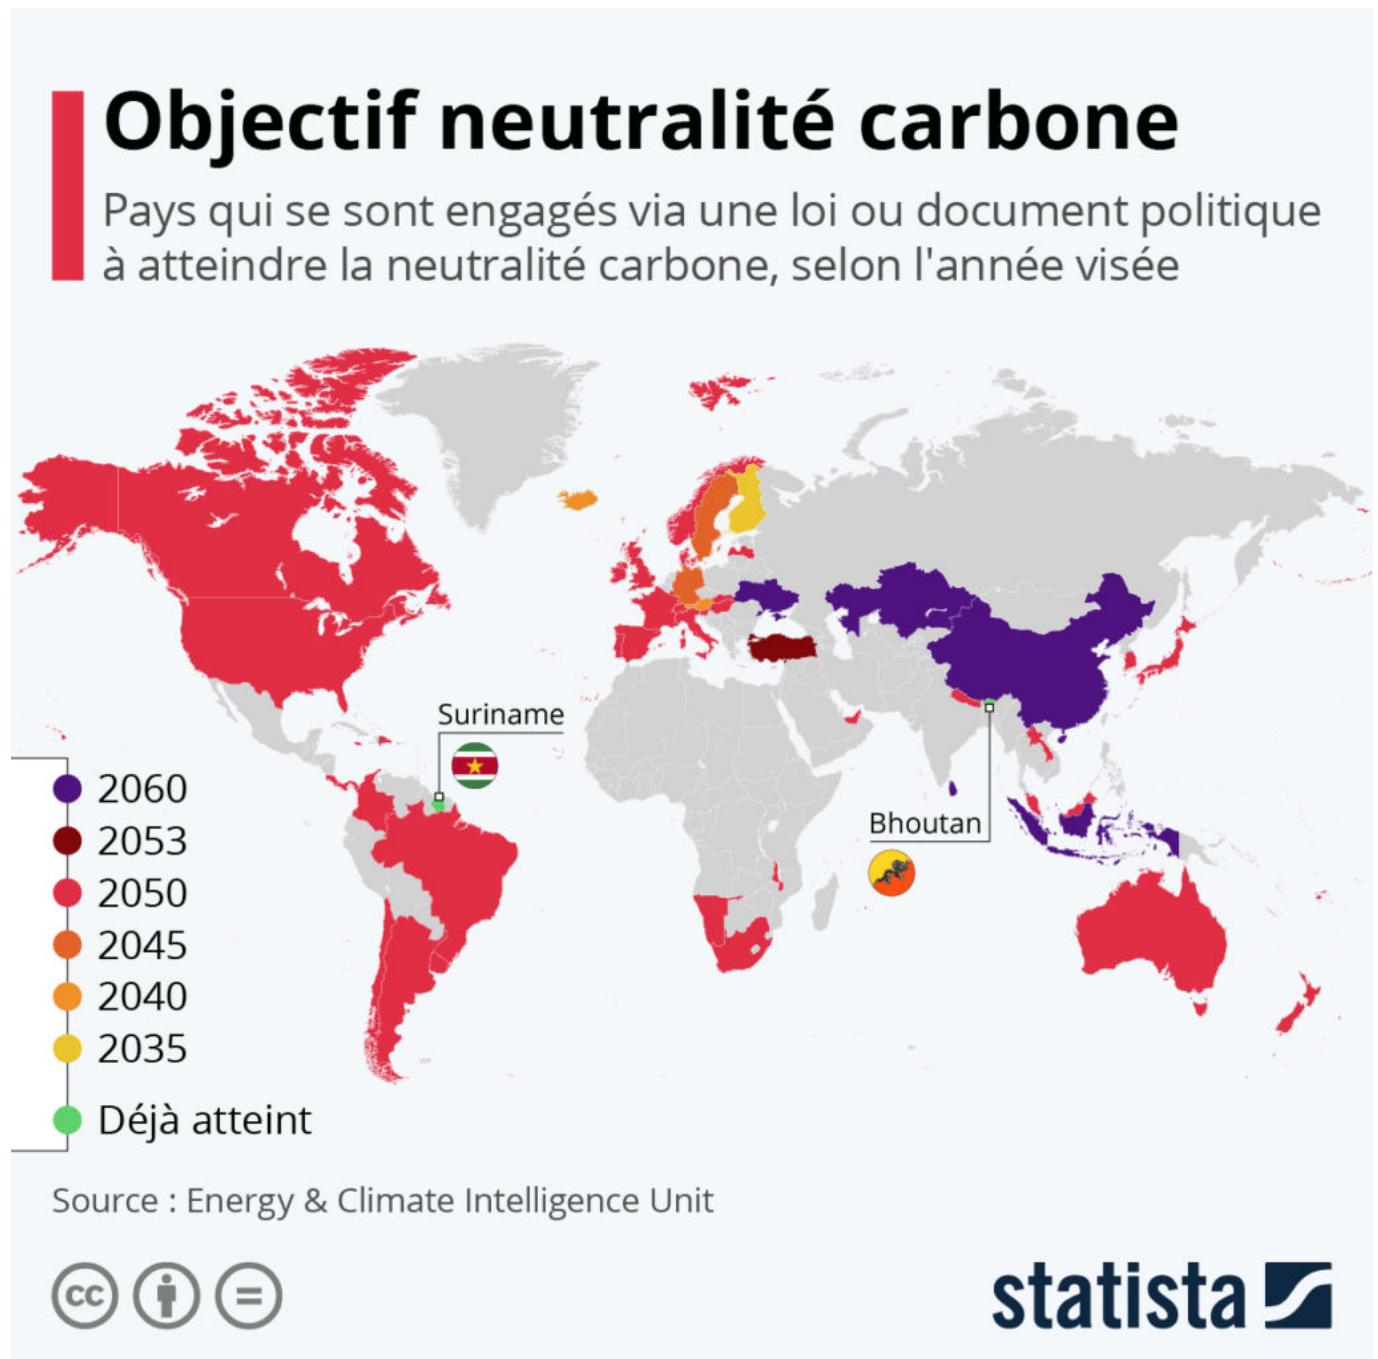 Objectif neutralité carbone
Pays qui se sont engagés via une loi ou document politique
à atteindre la neutralité carbone, selon l'année visée
Suriname
Bhoutan
2060
2053
2050
2045
2040
2035
Déjà atteint
Source : Energy & Climate Intelligence Unit
cc
statista